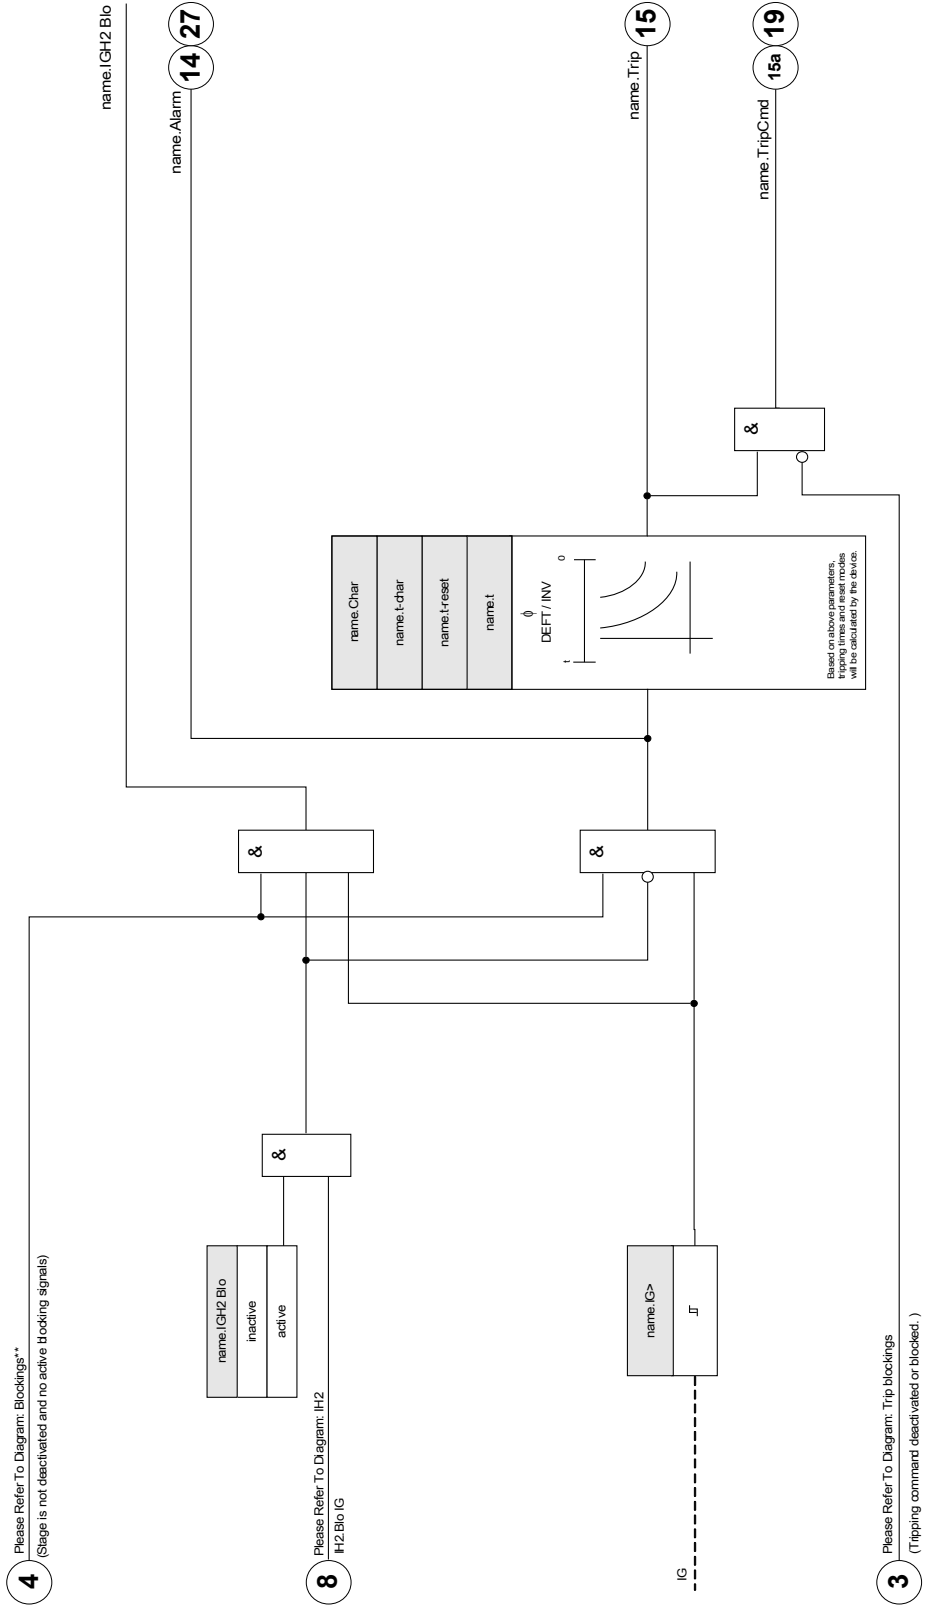 4
Please Refer To Diagram: Blockings**
(Stage is not deactivated and no active blocking signals)
name.IGH2 Blo
name.Alarm
14
27
name.IGH2 Blo
inactive
active
8
Please Refer To Diagram: IH2
IH2.Blo IG
&
&
&
name.Char
name.t-char
name.t-reset
name.t
ϕ
DEFT / INV
t
0
Based on above parameters,
tripping times and reset modes
will be calculated by the device.
name.Trip
15
IG
name.IG>
&
name.TripCmd
15a
19
3
Please Refer To Diagram: Trip blockings
(Tripping command deactivated or blocked. )